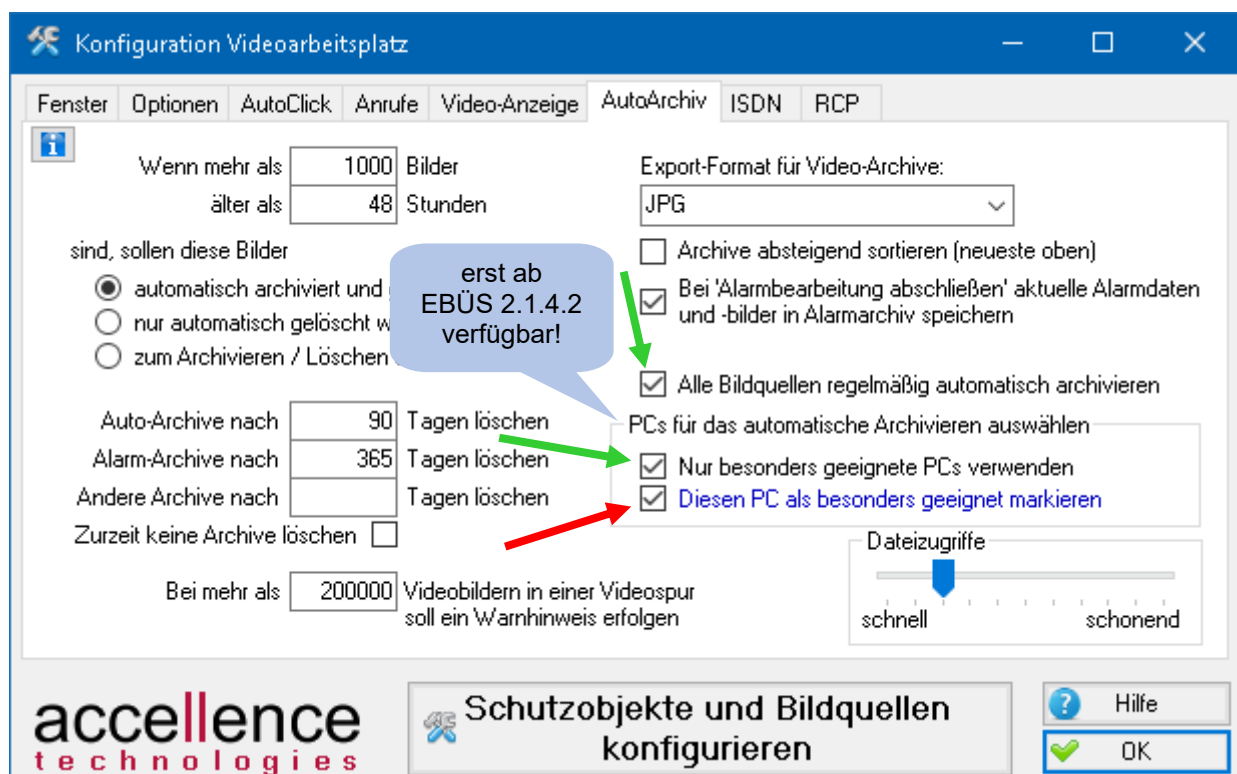 Konfiguration Videoarbeitsplatz
Fenster Optionen AutoClick Anrufe Video-Anzeige AutoArchiv ISDN RCP
Wenn mehr als 1000 Bilder
älter als 48 Stunden
sind, sollen diese Bilder
automatisch archiviert und
nur automatisch gelöscht w
zum Archivieren / Löschen
erst ab
EBÜS 2.1.4.2
verfügbar!
Auto-Archive nach 90 Tagen löschen
Alarm-Archive nach 365 Tagen löschen
Andere Archive nach Tagen löschen
Zurzeit keine Archive löschen
Bei mehr als 200000 Videobildern in einer Videospur
soll ein Warnhinweis erfolgen
Export-Format für Video-Archive:
JPG
Archive absteigend sortieren (neueste oben)
Bei 'Alarmbearbeitung abschließen' aktuelle Alarmdaten
und -bilder in Alarmarchiv speichern
Alle Bildquellen regelmäßig automatisch archivieren
PCs für das automatische Archivieren auswählen
Nur besonders geeignete PCs verwenden
Diesen PC als besonders geeignet markieren
Dateizugriffe
schnell schonend
accellence
technologies
Schutzobjekte und Bildquellen
konfigurieren
Hilfe
OK